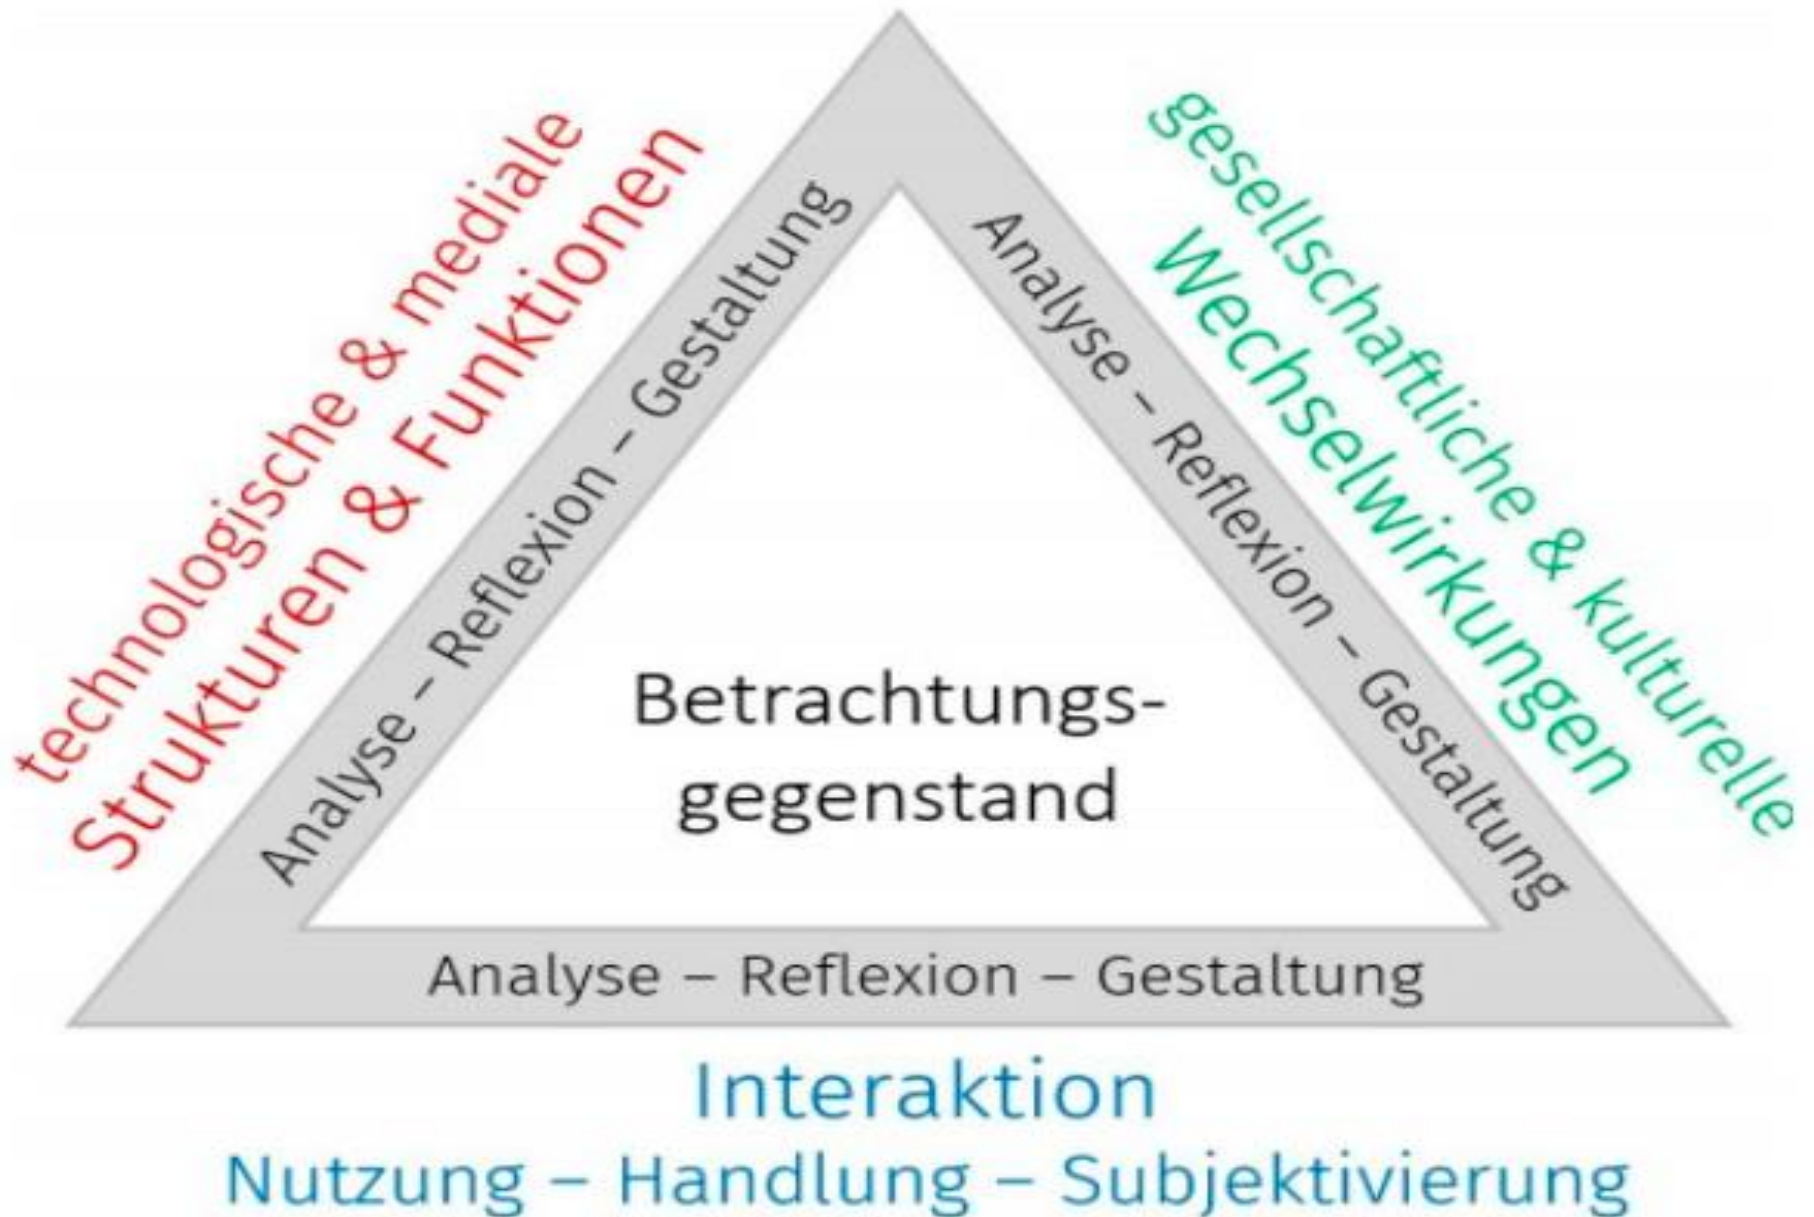 technologische & mediale
Strukturen & Funktionen
Analyse – Reflexion – Gestaltung
gesellschaftliche & kulturelle
Wechselwirkungen
Analyse – Reflexion – Gestaltung
Betrachtungs-
gegenstand
Analyse – Reflexion – Gestaltung
Interaktion
Nutzung – Handlung – Subjektivierung